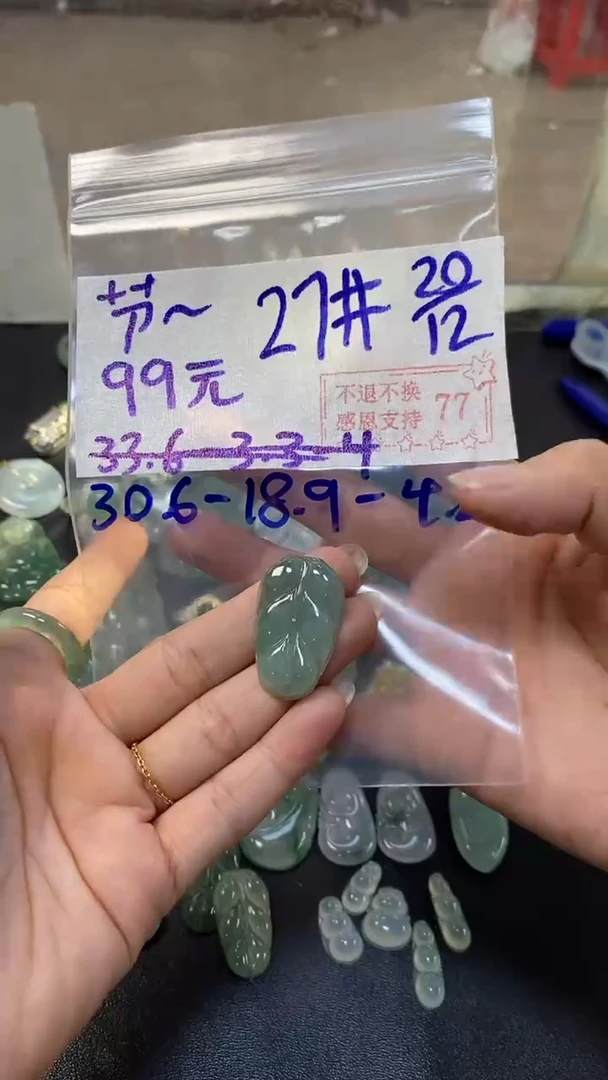 节~ 27# 20/12
99元
不退不换
感恩支持 77
33.6-3.3-4
30.6-18.9-4.